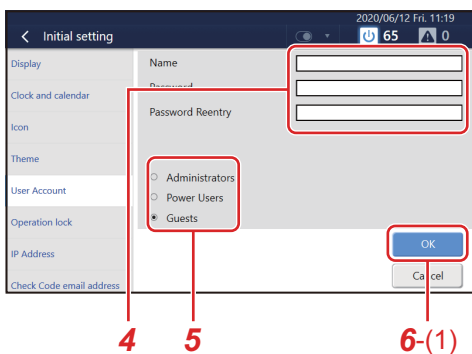 2020/06/12 Fri. 11:19
Initial setting
65
0
Display
Clock and calendar
Icon
Theme
User Account
Operation lock
IP Address
Check Code email address
Name
Password
Password Reentry
Administrators
Power Users
Guests
OK
Cancel
4
5
6-(1)